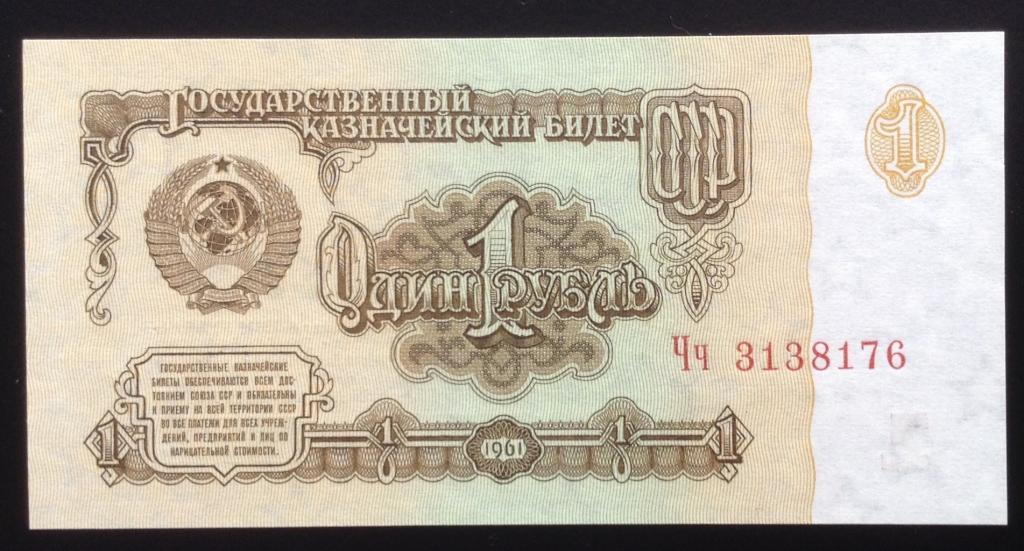 ГОСУДАРСТВЕННЫЙ
КАЗНАЧЕЙСКИЙ БИЛЕТ
СССР
1
ОДИН 1 РУБЛЬ
Чч 3138176
ГОСУДАРСТВЕННЫЕ КАЗНАЧЕЙСКИЕ
БИЛЕТЫ ОБЕСПЕЧИВАЮТСЯ ВСЕМ ДОС-
ТОЯНИЕМ СОЮЗА ССР И ОБЯЗАТЕЛЬНЫ
К ПРИЕМУ НА ВСЕЙ ТЕРРИТОРИИ СССР
ВО ВСЕ ПЛАТЕЖИ ДЛЯ ВСЕХ УЧРЕЖ-
ДЕНИЙ, ПРЕДПРИЯТИЙ И ЛИЦ ПО
НАРИЦАТЕЛЬНОЙ СТОИМОСТИ.
1 1 1961 1 1